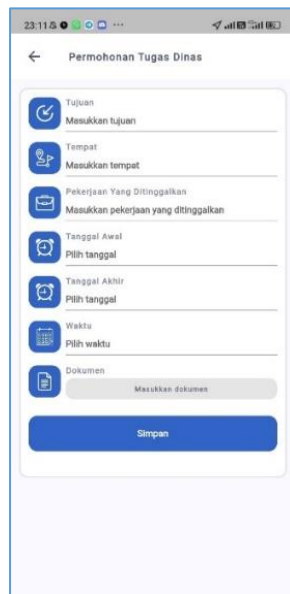 23:11
Permohonan Tugas Dinas
Tujuan
Masukkan tujuan
Tempat
Masukkan tempat
Pekerjaan Yang Ditinggalkan
Masukkan pekerjaan yang ditinggalkan
Tanggal Awal
Pilih tanggal
Tanggal Akhir
Pilih tanggal
Waktu
Pilih waktu
Dokumen
Masukkan dokumen
Simpan